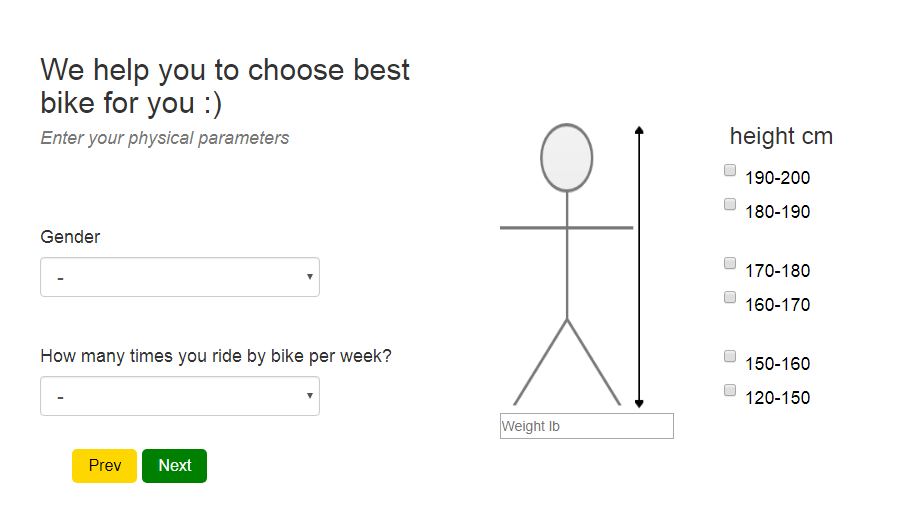 We help you to choose best
bike for you :)
Enter your physical parameters
Gender
-
How many times you ride by bike per week?
-
Prev Next
Weight lb
height cm
190-200
180-190
170-180
160-170
150-160
120-150